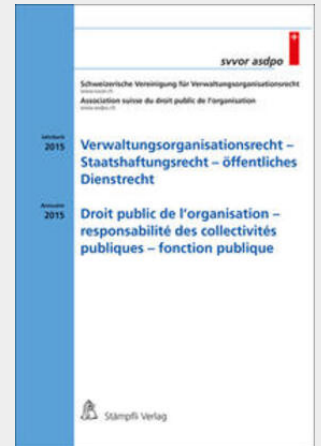 svvor asdpo
Schweizerische Vereinigung für Verwaltungsorganisationsrecht
Association suisse du droit public de l'organisation
Jahrbuch
2015
Verwaltungsorganisationsrecht –
Staatshaftungsrecht – öffentliches
Dienstrecht
Annuaire
2015
Droit public de l'organisation –
responsabilité des collectivités
publiques – fonction publique
Stämpfli Verlag